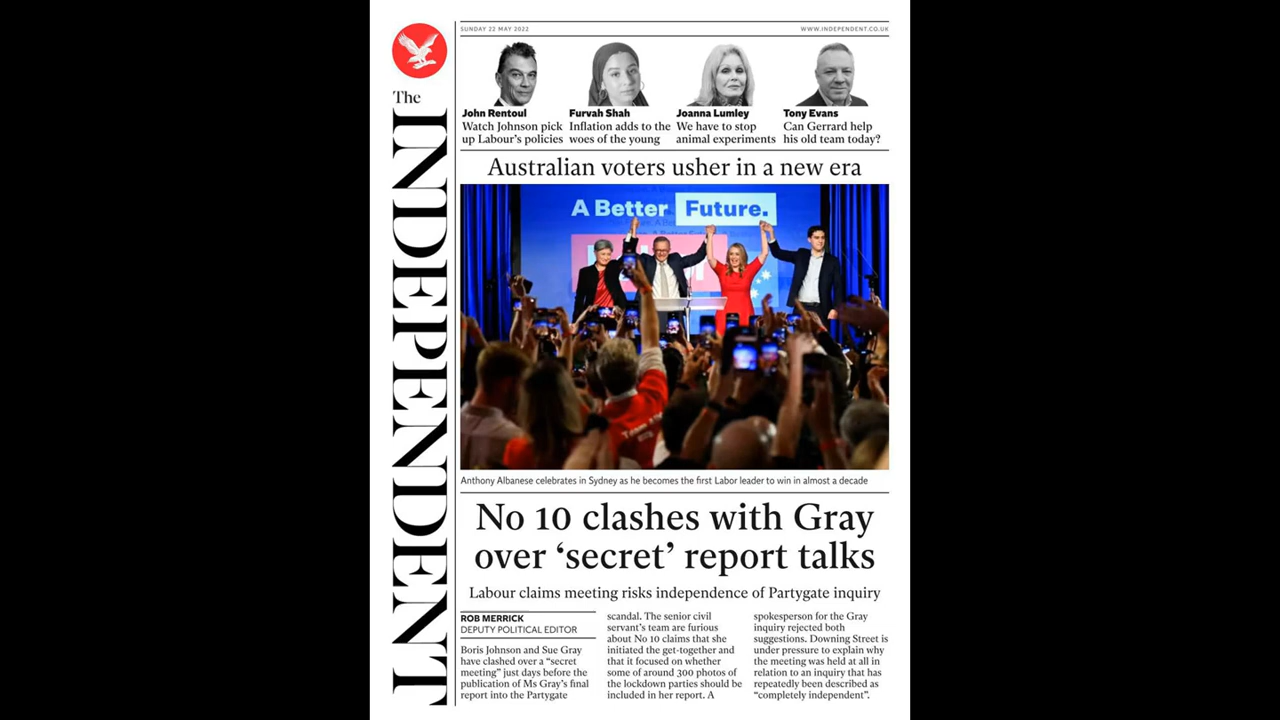 The
INDEPENDENT
SUNDAY 22 MAY 2022
WWW.INDEPENDENT.CO.UK
John Rentoul
Watch Johnson pick
up Labour's policies
Furvah Shah
Inflation adds to the
woes of the young
Joanna Lumley
We have to stop
animal experiments
Tony Evans
Can Gerrard help
his old team today?
Australian voters usher in a new era
A Better Future.
Anthony Albanese celebrates in Sydney as he becomes the first Labor leader to win in almost a decade
No 10 clashes with Gray
over ‘secret’ report talks
Labour claims meeting risks independence of Partygate inquiry
ROB MERRICK
DEPUTY POLITICAL EDITOR
Boris Johnson and Sue Gray
have clashed over a “secret
meeting” just days before the
publication of Ms Gray's final
report into the Partygate
scandal. The senior civil
servant's team are furious
about No 10 claims that she
initiated the get-together and
that it focused on whether
some of around 300 photos of
the lockdown parties should be
included in her report. A
spokesperson for the Gray
inquiry rejected both
suggestions. Downing Street is
under pressure to explain why
the meeting was held at all in
relation to an inquiry that has
repeatedly been described as
“completely independent”.